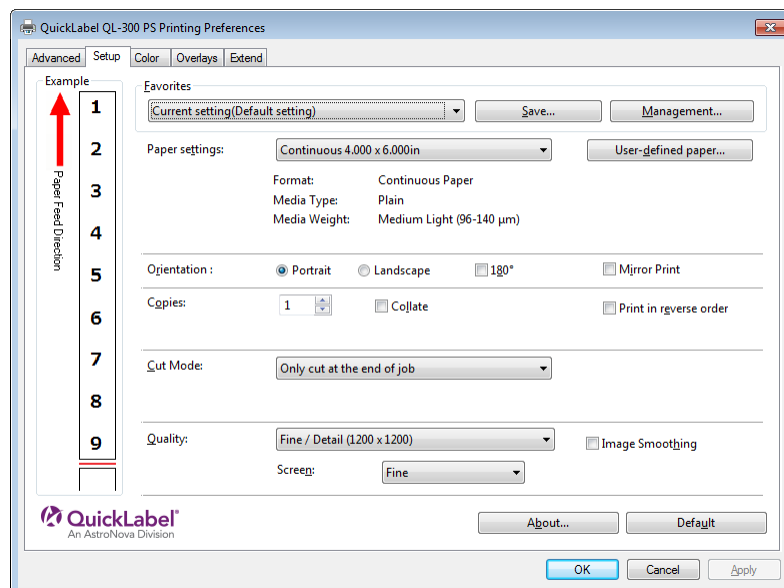 QuickLabel QL-300 PS Printing Preferences
Advanced Setup Color Overlays Extend
Example
Paper Feed Direction
1
2
3
4
5
6
7
8
9
Favorites
Current setting(Default setting) Save... Management...
Paper settings: Continuous 4.000 x 6.000in User-defined paper...
Format: Continuous Paper
Media Type: Plain
Media Weight: Medium Light (96-140 μm)
Orientation : Portrait Landscape 180° Mirror Print
Copies: 1 Collate Print in reverse order
Cut Mode: Only cut at the end of job
Quality: Fine / Detail (1200 x 1200) Image Smoothing
Screen: Fine
QuickLabel®
An AstroNova Division
About... Default
OK Cancel Apply